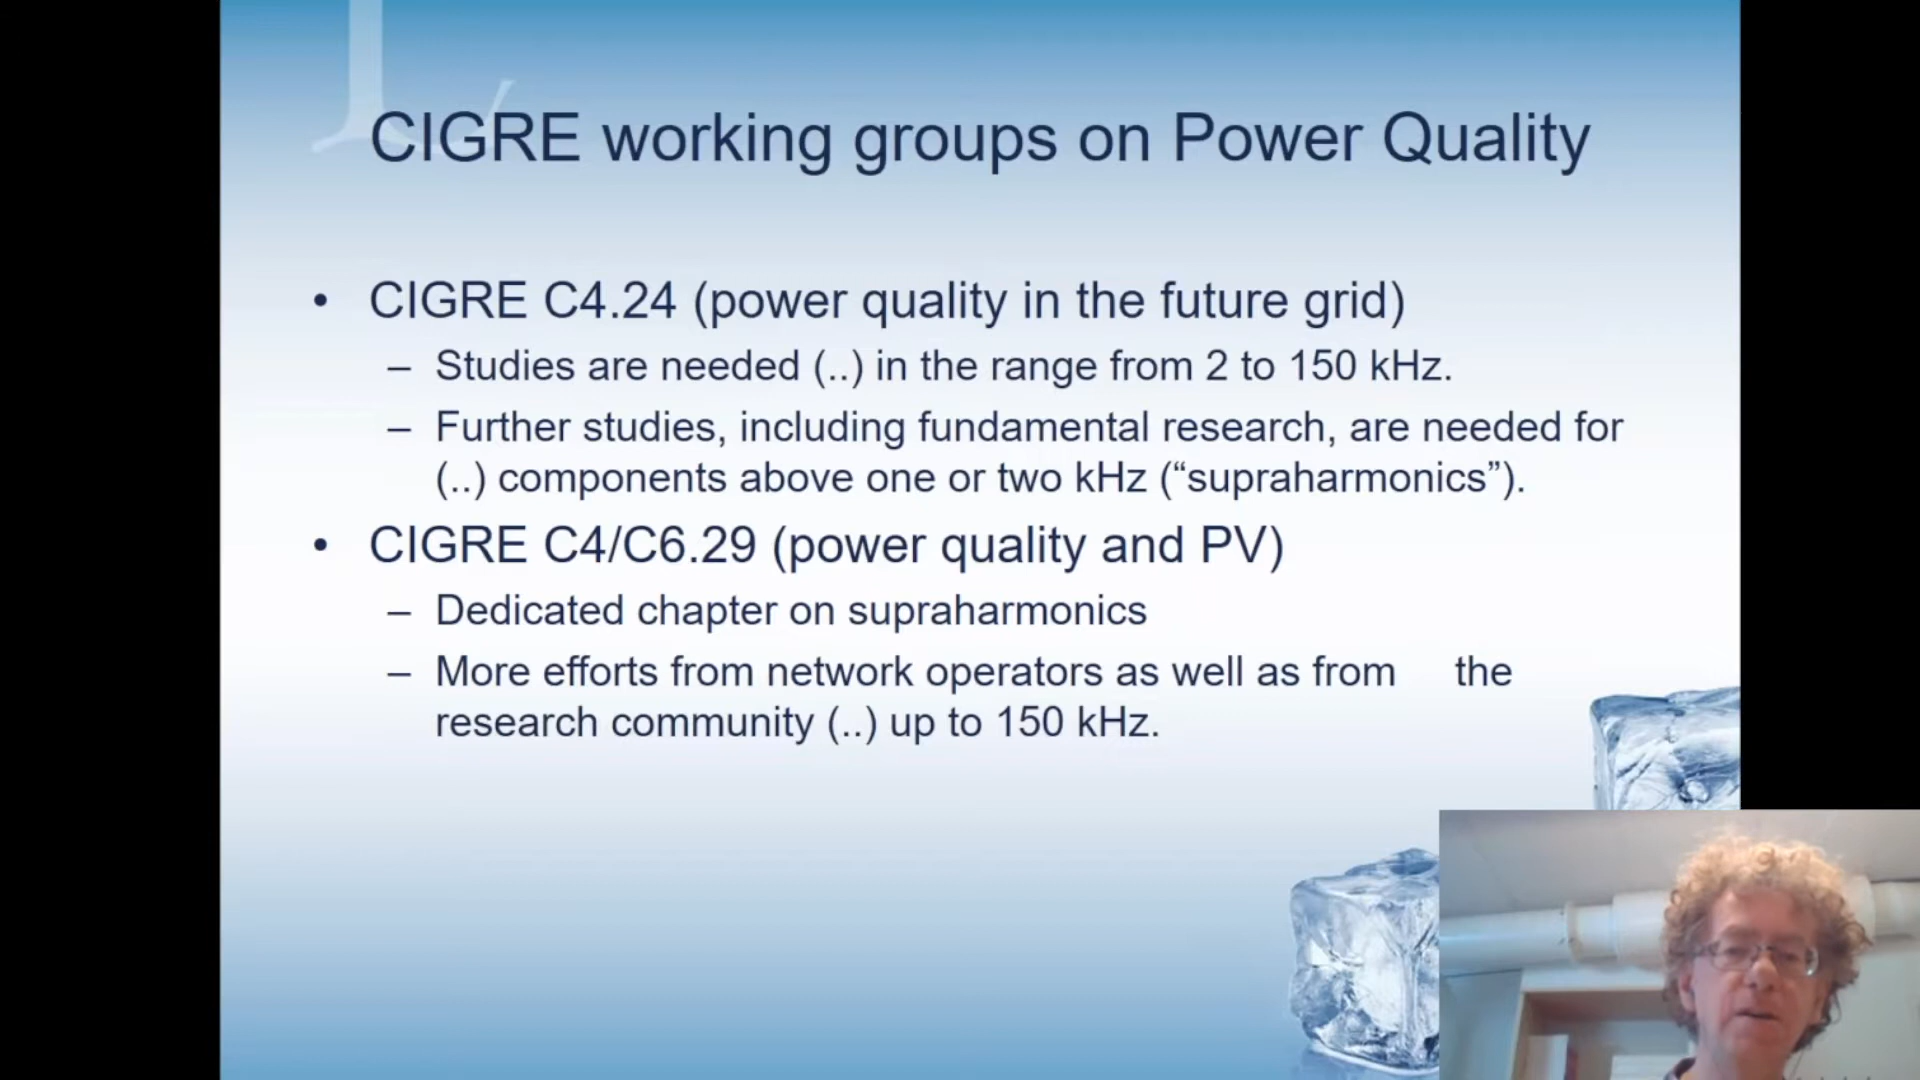 CIGRE working groups on Power Quality
• CIGRE C4.24 (power quality in the future grid)
– Studies are needed (..) in the range from 2 to 150 kHz.
– Further studies, including fundamental research, are needed for
(..) components above one or two kHz (“supraharmonics”).
• CIGRE C4/C6.29 (power quality and PV)
– Dedicated chapter on supraharmonics
– More efforts from network operators as well as from the
research community (..) up to 150 kHz.